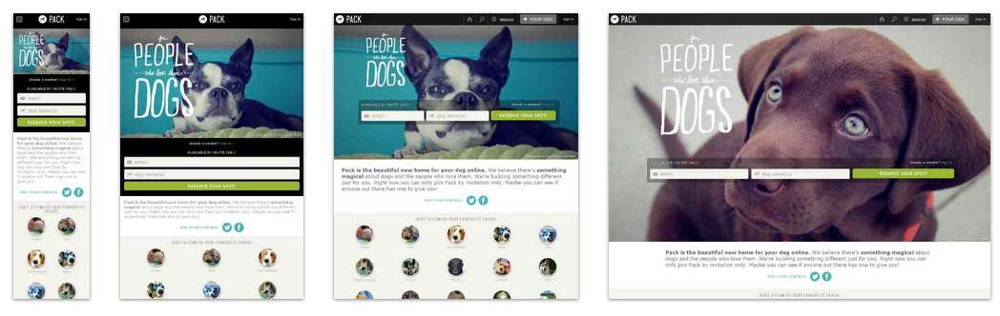 PACK
Sign in
for
PEOPLE
DOGS
Already a member? Sign in
AVAILABLE BY INVITE ONLY!
email
dog name(s)
RESERVE YOUR SPOT!
Pack is the beautiful new home
for your dog online. We believe
there's something magical about
dogs and the people who love
them. We're building something
different just for you. Right now
you can only join Pack by
invitation only. Maybe you can see
if anyone out there has one to
give you!
ASK YOUR FRIENDS:
JUST A FEW OF OUR FAVORITE
DOGS:
PACK
Sign in
PEOPLE
who love their
DOGS
Already a member? Sign in
AVAILABLE BY INVITE ONLY!
email
dog name(s)
RESERVE YOUR SPOT!
Pack is the beautiful new home for your dog online. We believe there's something
magical about dogs and the people who love them. We're building something different
just for you. Right now you can only join Pack by invitation only. Maybe you can see if
anyone out there has one to give you!
ASK YOUR FRIENDS:
JUST A FEW OF OUR FAVORITE DOGS:
PACK
BROWSE
+ YOUR DOG
Sign in
for
PEOPLE
who love their
DOGS
AVAILABLE BY INVITE ONLY!
Already a member? Sign in
email
dog name(s)
RESERVE YOUR SPOT!
Pack is the beautiful new home for your dog online. We believe there's something
magical about dogs and the people who love them. We're building something different
just for you. Right now you can only join Pack by invitation only. Maybe you can see if
anyone out there has one to give you!
ASK YOUR FRIENDS:
JUST A FEW OF OUR FAVORITE DOGS:
PACK
BROWSE
+ YOUR DOG
Sign in
for
PEOPLE
who love their
DOGS
AVAILABLE BY INVITE ONLY!
Already a member? Sign in
email
dog name(s)
RESERVE YOUR SPOT!
Pack is the beautiful new home for your dog online. We believe there's something magical about
dogs and the people who love them. We're building something different just for you. Right now you can
only join Pack by invitation only. Maybe you can see if anyone out there has one to give you!
ASK YOUR FRIENDS:
JUST A FEW OF OUR FAVORITE DOGS: